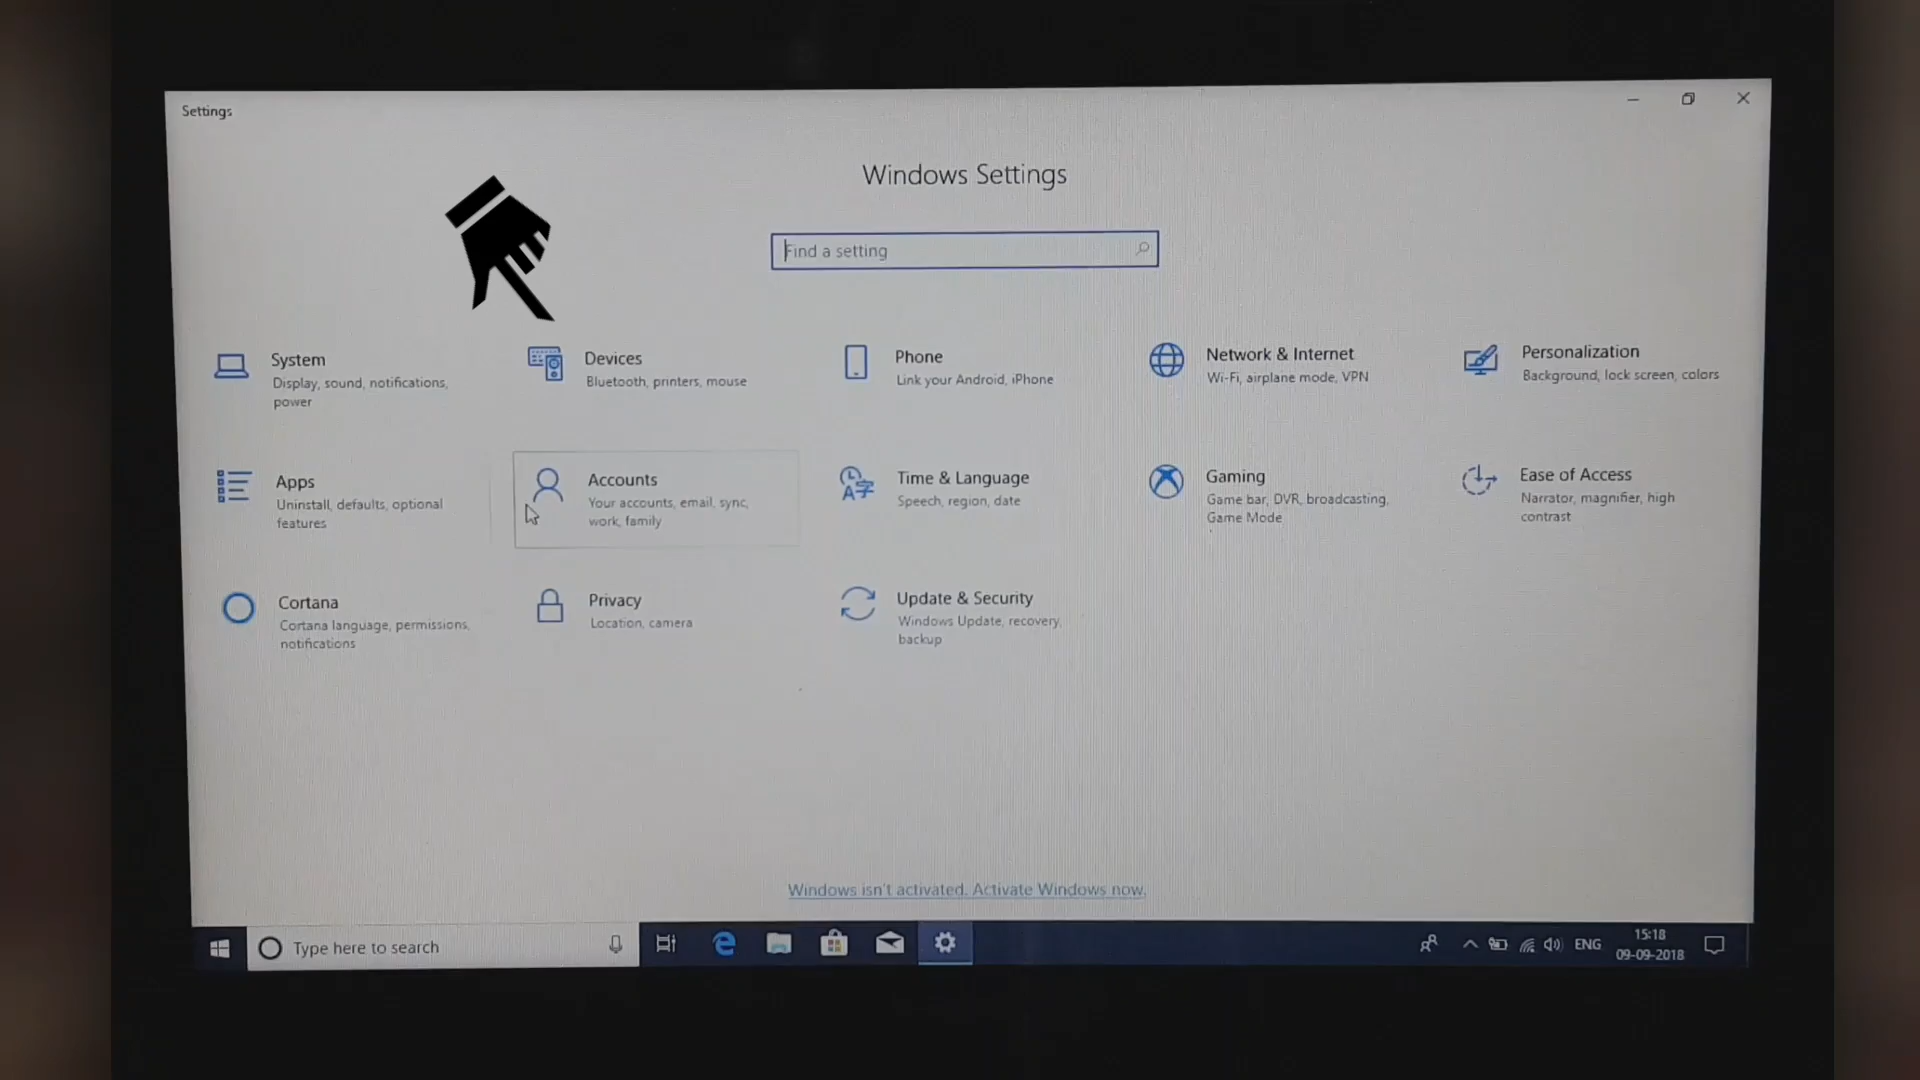 Settings
Windows Settings
Find a setting
System
Display, sound, notifications,
power
Devices
Bluetooth, printers, mouse
Phone
Link your Android, iPhone
Network & Internet
Wi-Fi, airplane mode, VPN
Personalization
Background, lock screen, colors
Apps
Uninstall, defaults, optional
features
Accounts
Your accounts, email, sync,
work, family
Time & Language
Speech, region, date
Gaming
Game bar, DVR, broadcasting,
Game Mode
Ease of Access
Narrator, magnifier, high
contrast
Cortana
Cortana language, permissions,
notifications
Privacy
Location, camera
Update & Security
Windows Update, recovery,
backup
Windows isn't activated. Activate Windows now.
Type here to search
ENG
15:18
09-09-2018